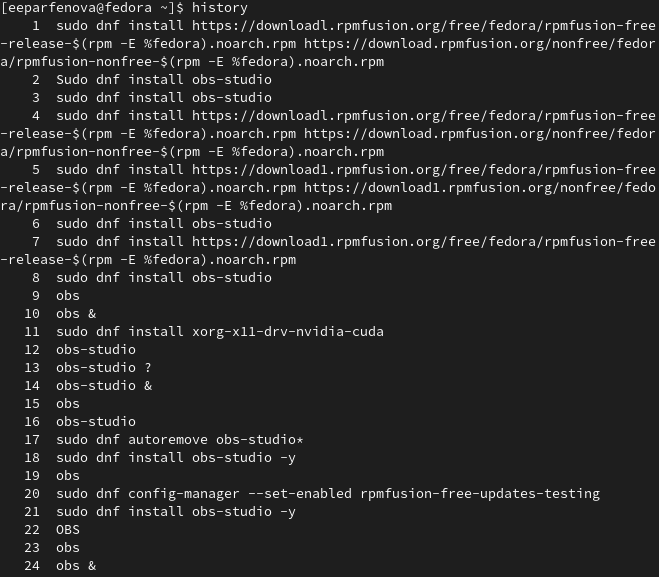 [eeparfenova@fedora ~]$ history
    1  sudo dnf install https://downloadl.rpmfusion.org/free/fedora/rpmfusion-free
-release-$(rpm -E %fedora).noarch.rpm https://download.rpmfusion.org/nonfree/fedor
a/rpmfusion-nonfree-$(rpm -E %fedora).noarch.rpm
    2  Sudo dnf install obs-studio
    3  sudo dnf install obs-studio
    4  sudo dnf install https://downloadl.rpmfusion.org/free/fedora/rpmfusion-free
-release-$(rpm -E %fedora).noarch.rpm https://download.rpmfusion.org/nonfree/fedor
a/rpmfusion-nonfree-$(rpm -E %fedora).noarch.rpm
    5  sudo dnf install https://download1.rpmfusion.org/free/fedora/rpmfusion-free
-release-$(rpm -E %fedora).noarch.rpm https://download1.rpmfusion.org/nonfree/fedo
ra/rpmfusion-nonfree-$(rpm -E %fedora).noarch.rpm
    6  sudo dnf install obs-studio
    7  sudo dnf install https://download1.rpmfusion.org/free/fedora/rpmfusion-free
-release-$(rpm -E %fedora).noarch.rpm
    8  sudo dnf install obs-studio
    9  obs
   10  obs &
   11  sudo dnf install xorg-x11-drv-nvidia-cuda
   12  obs-studio
   13  obs-studio ?
   14  obs-studio &
   15  obs
   16  obs-studio
   17  sudo dnf autoremove obs-studio*
   18  sudo dnf install obs-studio -y
   19  obs
   20  sudo dnf config-manager --set-enabled rpmfusion-free-updates-testing
   21  sudo dnf install obs-studio -y
   22  OBS
   23  obs
   24  obs &